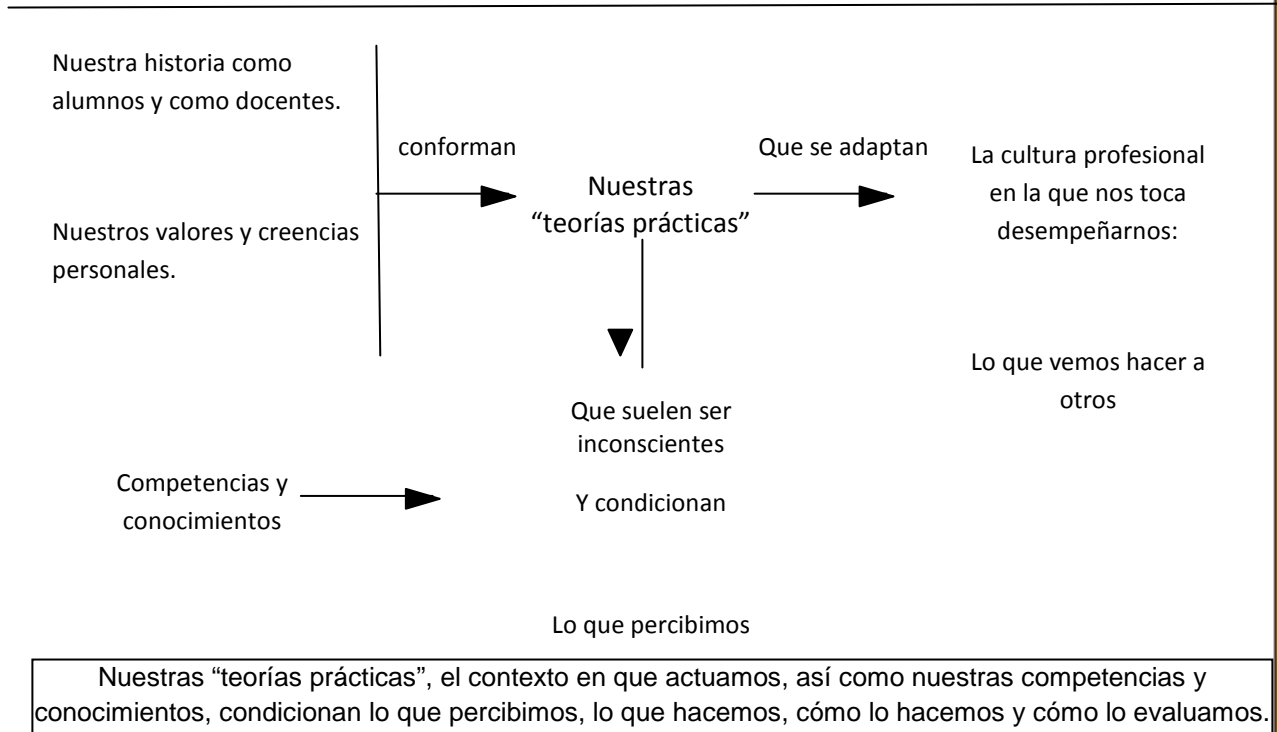 Nuestra historia como
alumnos y como docentes.
Nuestros valores y creencias
personales.
conforman
Nuestras
“teorías prácticas”
Que se adaptan
La cultura profesional
en la que nos toca
desempeñarnos:
Lo que vemos hacer a
otros
Que suelen ser
inconscientes
Competencias y
conocimientos
Y condicionan
Lo que percibimos
Nuestras “teorías prácticas”, el contexto en que actuamos, así como nuestras competencias y
conocimientos, condicionan lo que percibimos, lo que hacemos, cómo lo hacemos y cómo lo evaluamos.